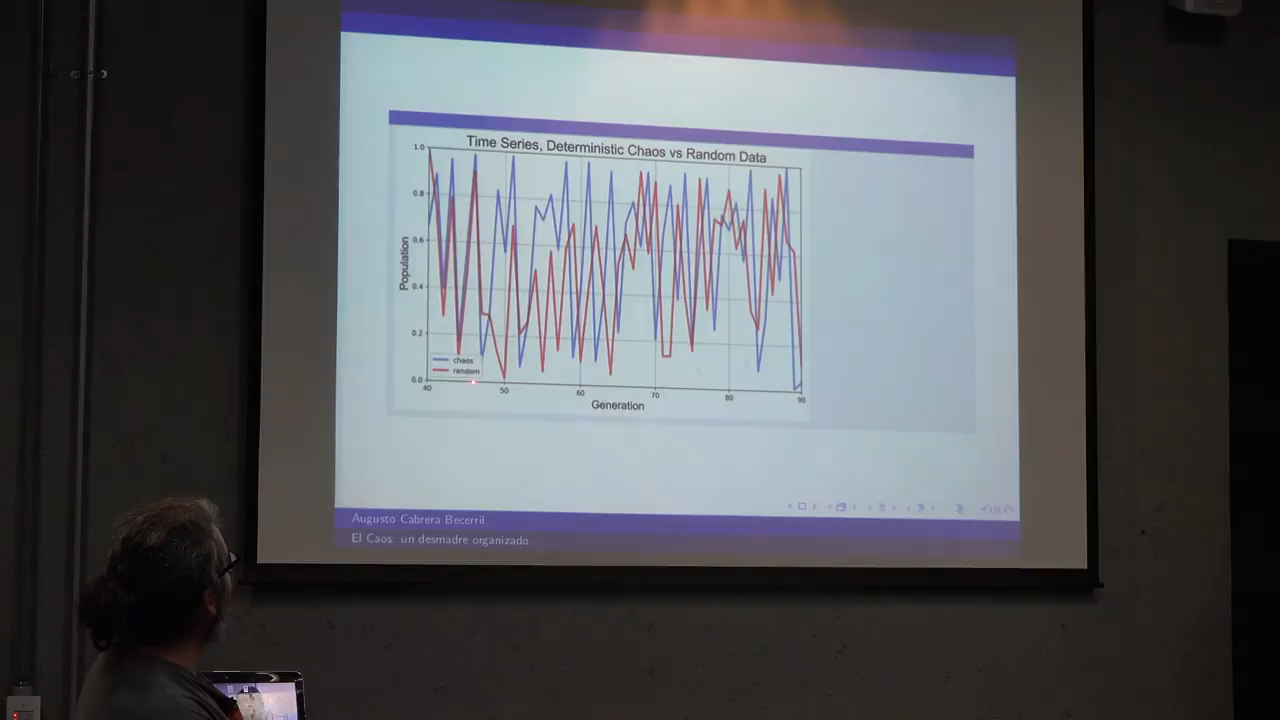 Time Series, Deterministic Chaos vs Random Data
1.0
0.8
0.6
0.4
0.2
0.0
Population
chaos
random
40 50 60 70 80 90
Generation
Augusto Cabrera Becerril.
El Caos: un desmadre organizado.